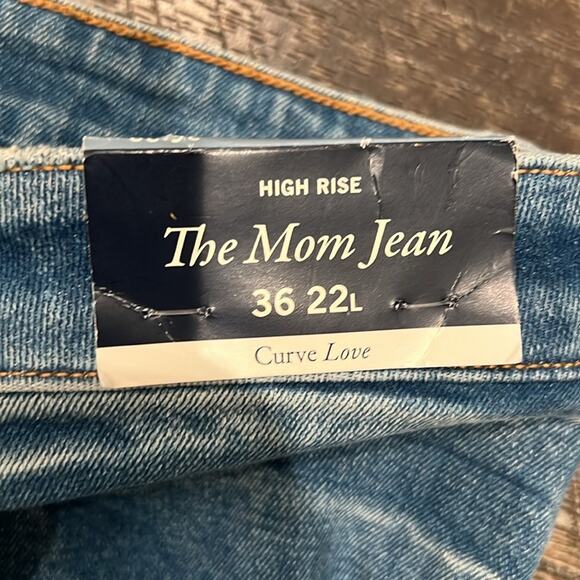 HIGH RISE
The Mom Jean
36 22L
Curve Love